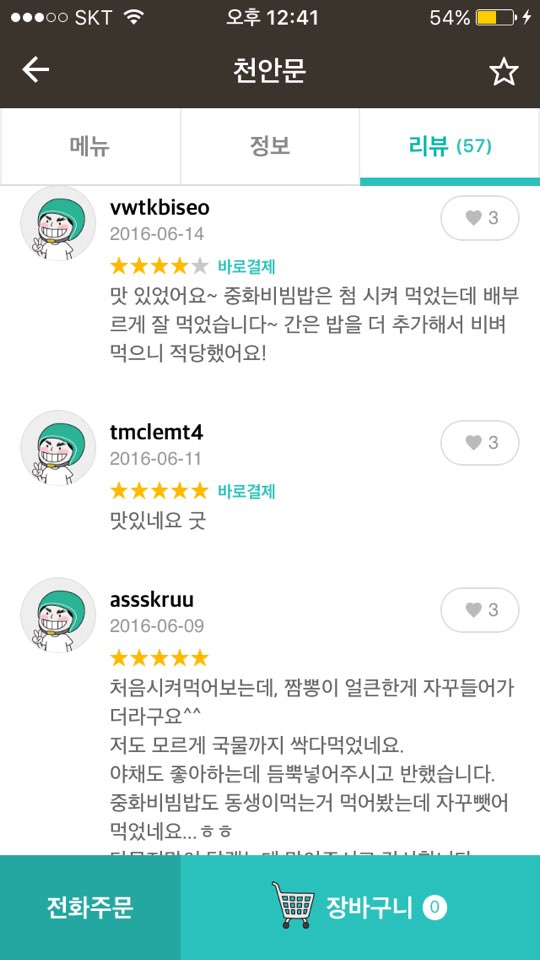 SKT 오후 12:41 54%
천안문
메뉴 정보 리뷰 (57)
vwtkbiseo
3
2016-06-14
바로결제
맛 있었어요~ 중화비빔밥은 첨 시켜 먹었는데 배부
르게 잘 먹었습니다~ 간은 밥을 더 추가해서 비벼
먹으니 적당했어요!
tmclemt4
3
2016-06-11
바로결제
맛있네요 굿
assskruu
3
2016-06-09
처음시켜먹어보는데, 짬뽕이 얼큰한게 자꾸들어가
더라구요^^
저도 모르게 국물까지 싹다먹었네요.
야채도 좋아하는데 듬뿍넣어주시고 반했습니다.
중화비빔밥도 동생이먹는거 먹어봤는데 자꾸뺏어
먹었네요...ㅎㅎ
전화주문 장바구니 0